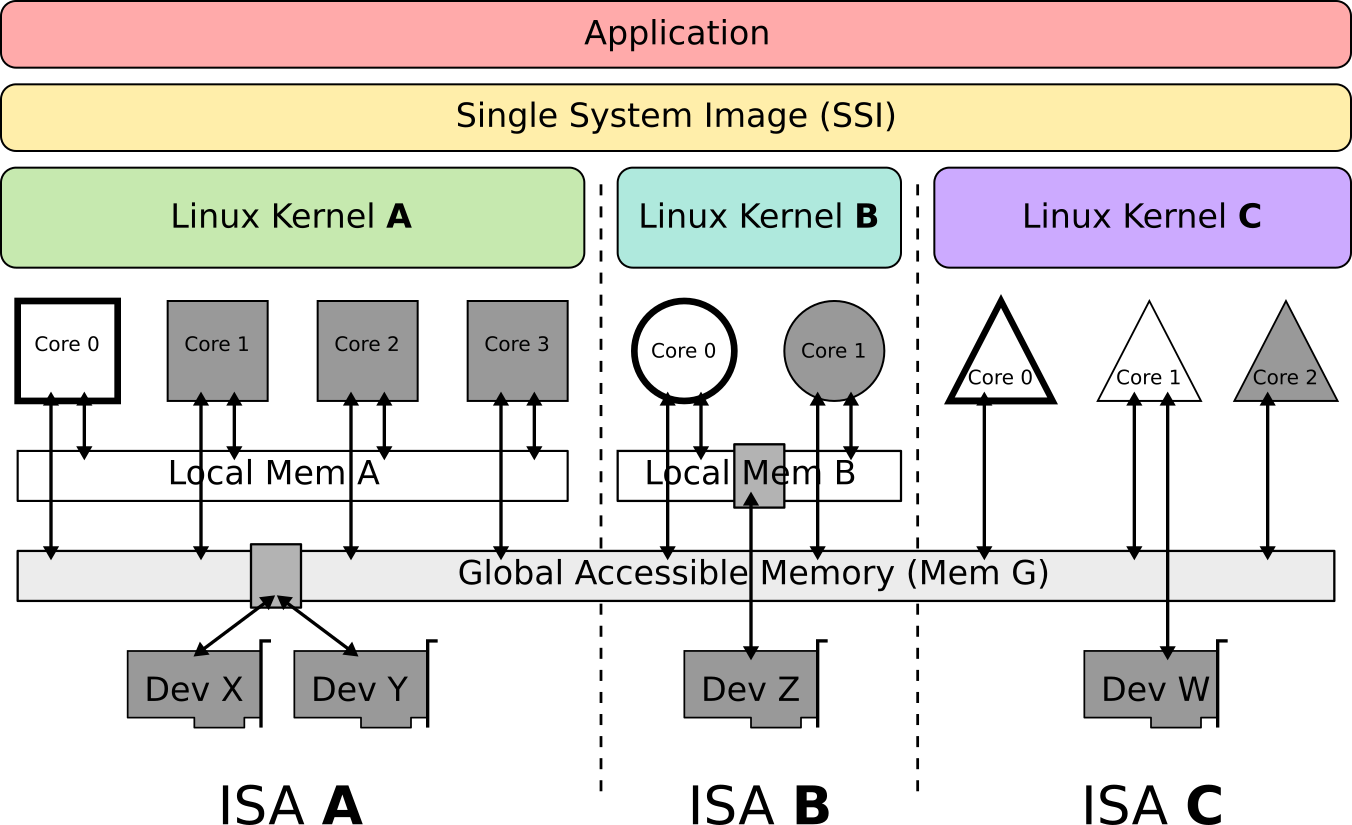 Application
Single System Image (SSI)
Linux Kernel A
Linux Kernel B
Linux Kernel C
Core 0
Core 1
Core 2
Core 3
Core 0
Core 1
Core 0
Core 1
Core 2
Local Mem A
Local Mem B
Global Accessible Memory (Mem G)
Dev X
Dev Y
Dev Z
Dev W
ISA A
ISA B
ISA C